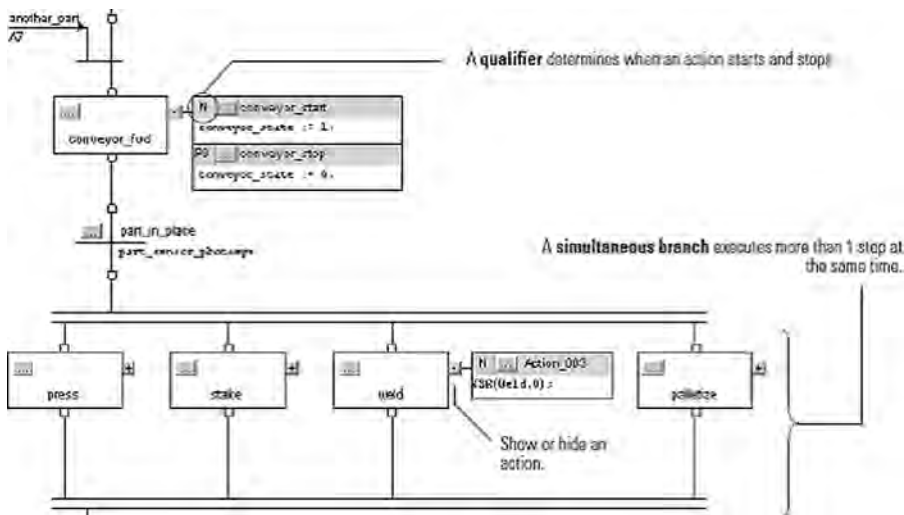 another_part
A qualifier determines when an action starts and stops
N conveyor_start
conveyor_state := 1;
conveyor_fwd
P0 conveyor_stop
conveyor_state := 0;
part_in_place
part_sensor_photoeye
A simultaneous branch executes more than 1 step at
the same time.
N Action_003
JSR(Weld,0);
press
stake
weld
palletize
Show or hide an
action.